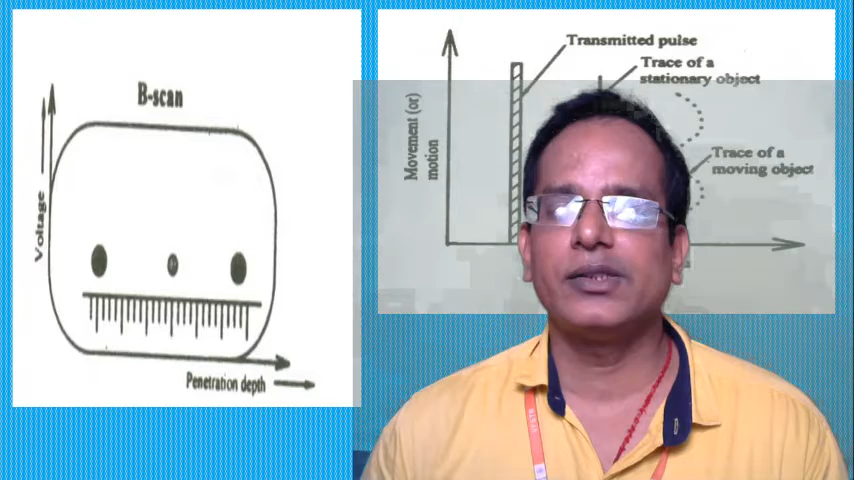 B-scan
Voltage
Penetration depth
Transmitted pulse
Trace of a
stationary object
Movement (or)
motion
Trace of a
moving object